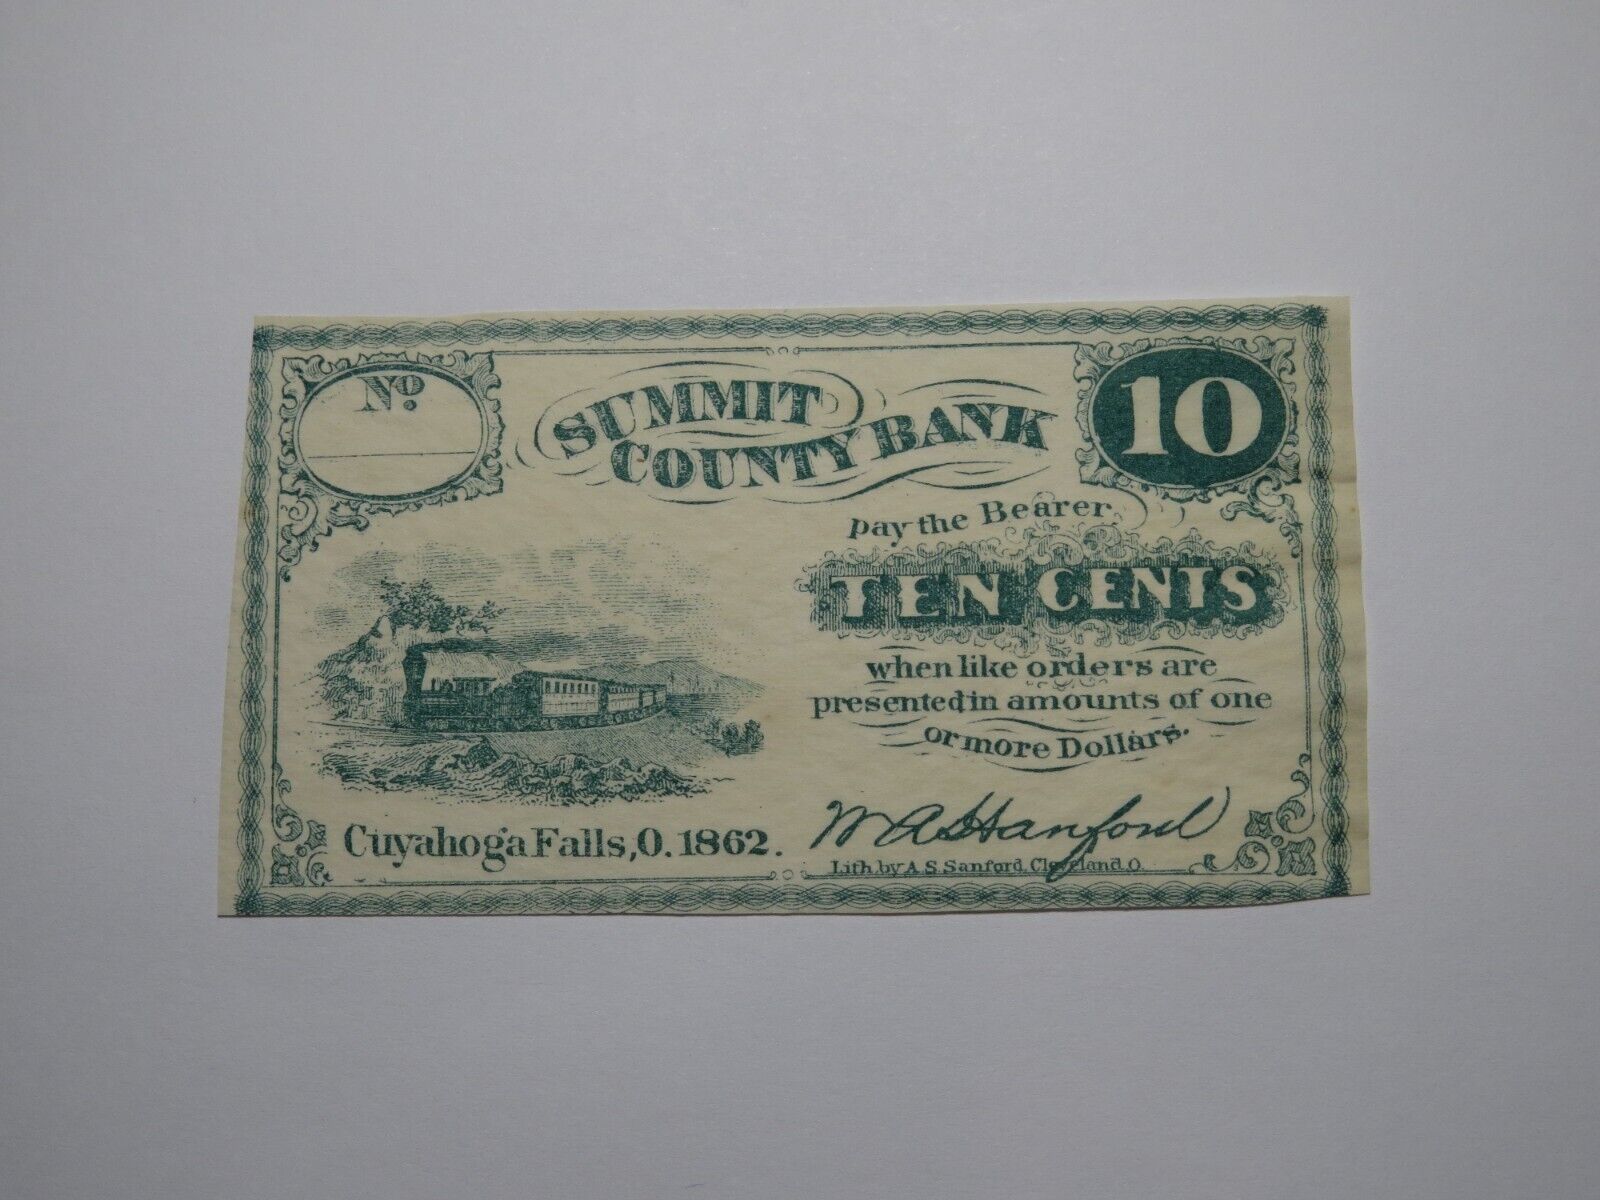 No.
SUMMIT
COUNTY BANK
10
pay the Bearer
TEN CENTS
when like orders are
presented in amounts of one
or more Dollars.
Cuyahoga Falls, O. 1862.
W A Hanford
Lith. by A. S. Sanford, Cleveland. O.